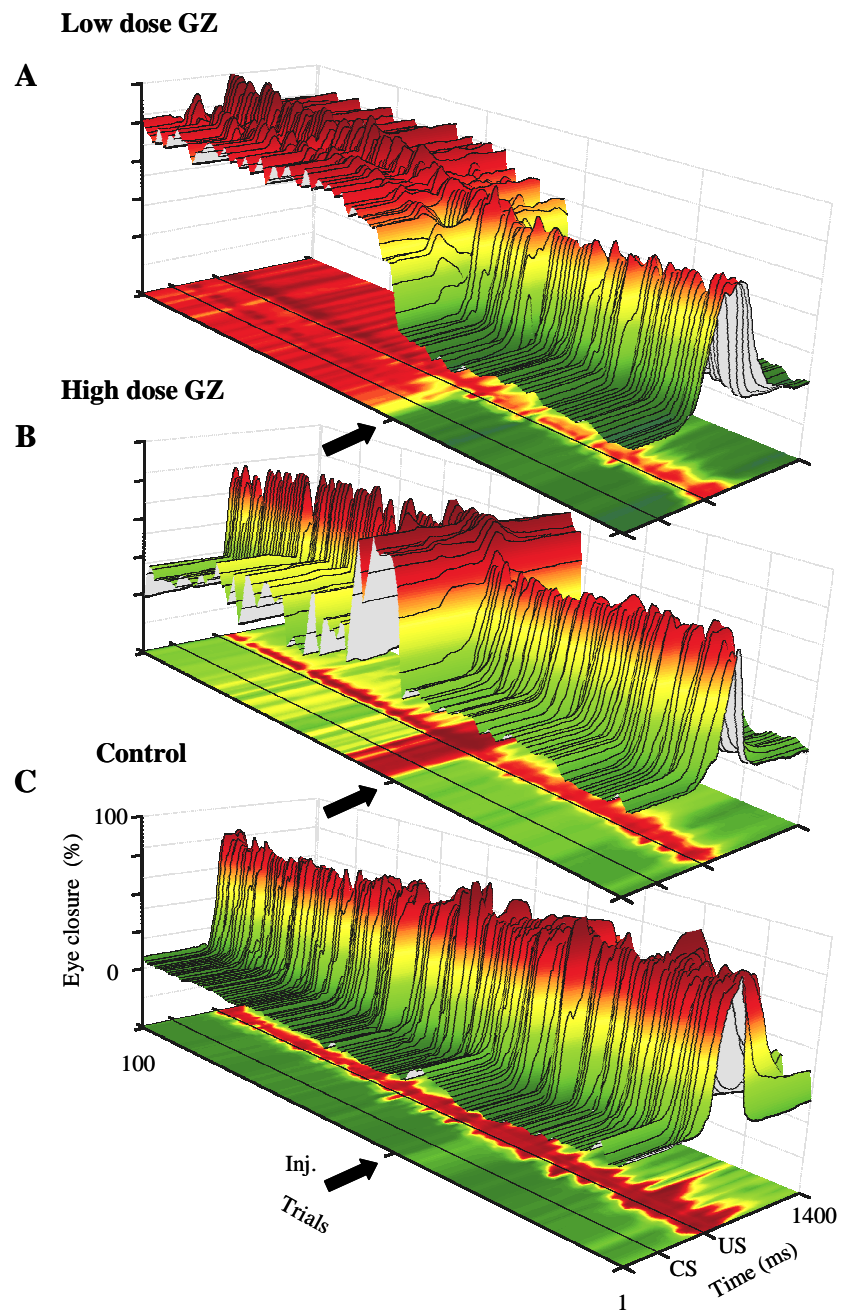 Low dose GZ
A
High dose GZ
B
Control
C
100
Eye closure (%)
0
100
Inj.
Trials
1400
US
CS
Time (ms)
1